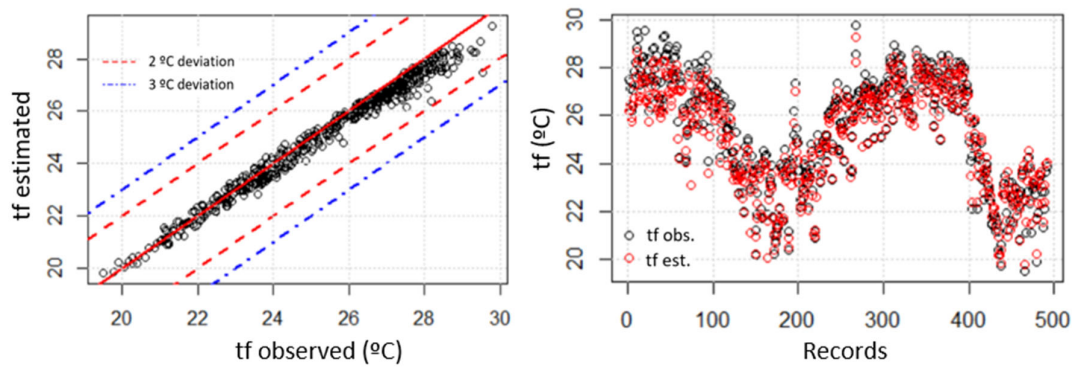 28
26
24
22
20
tf estimated
2 ºC deviation
3 ºC deviation
20
22
24
26
28
30
tf observed (ºC)
30
28
26
24
22
20
tf (ºC)
tf obs.
tf est.
0
100
200
300
400
500
Records